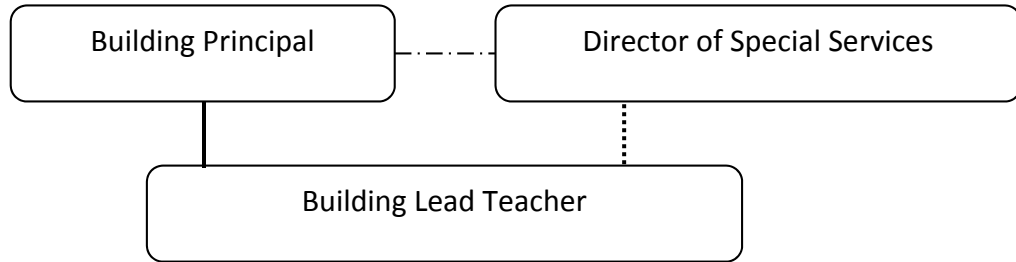 Building Principal
Director of Special Services
Building Lead Teacher